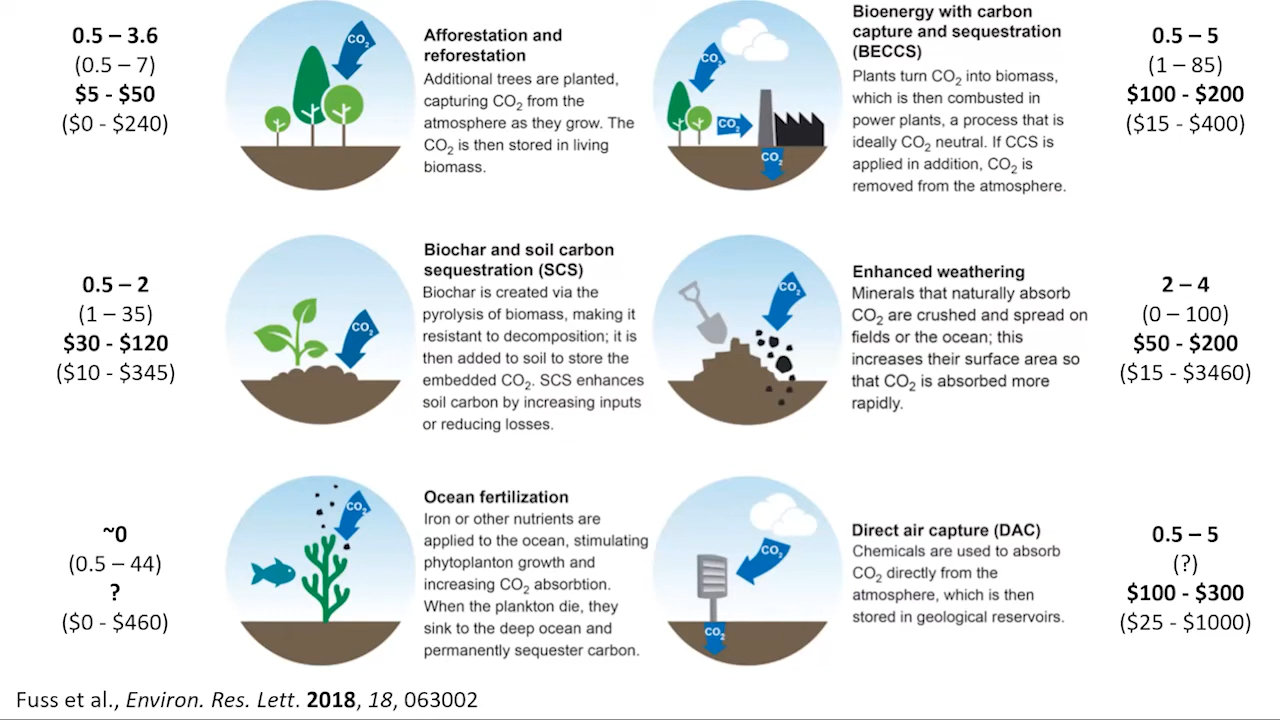 0.5 – 3.6
(0.5 – 7)
$5 - $50
($0 - $240)
CO2
Afforestation and
reforestation
Additional trees are planted,
capturing CO2 from the
atmosphere as they grow. The
CO2 is then stored in living
biomass.
CO2
CO2
CO2
Bioenergy with carbon
capture and sequestration
(BECCS)
Plants turn CO2 into biomass,
which is then combusted in
power plants, a process that is
ideally CO2 neutral. If CCS is
applied in addition, CO2 is
removed from the atmosphere.
0.5 – 5
(1 – 85)
$100 - $200
($15 - $400)
0.5 – 2
(1 – 35)
$30 - $120
($10 - $345)
CO2
Biochar and soil carbon
sequestration (SCS)
Biochar is created via the
pyrolysis of biomass, making it
resistant to decomposition; it is
then added to soil to store the
embedded CO2. SCS enhances
soil carbon by increasing inputs
or reducing losses.
CO2
Enhanced weathering
Minerals that naturally absorb
CO2 are crushed and spread on
fields or the ocean; this
increases their surface area so
that CO2 is absorbed more
rapidly.
2 – 4
(0 – 100)
$50 - $200
($15 - $3460)
~0
(0.5 – 44)
?
($0 - $460)
CO2
Ocean fertilization
Iron or other nutrients are
applied to the ocean, stimulating
phytoplanton growth and
increasing CO2 absorbtion.
When the plankton die, they
sink to the deep ocean and
permanently sequester carbon.
CO2
CO2
Direct air capture (DAC)
Chemicals are used to absorb
CO2 directly from the
atmosphere, which is then
stored in geological reservoirs.
0.5 – 5
(?)
$100 - $300
($25 - $1000)
Fuss et al., Environ. Res. Lett. 2018, 18, 063002